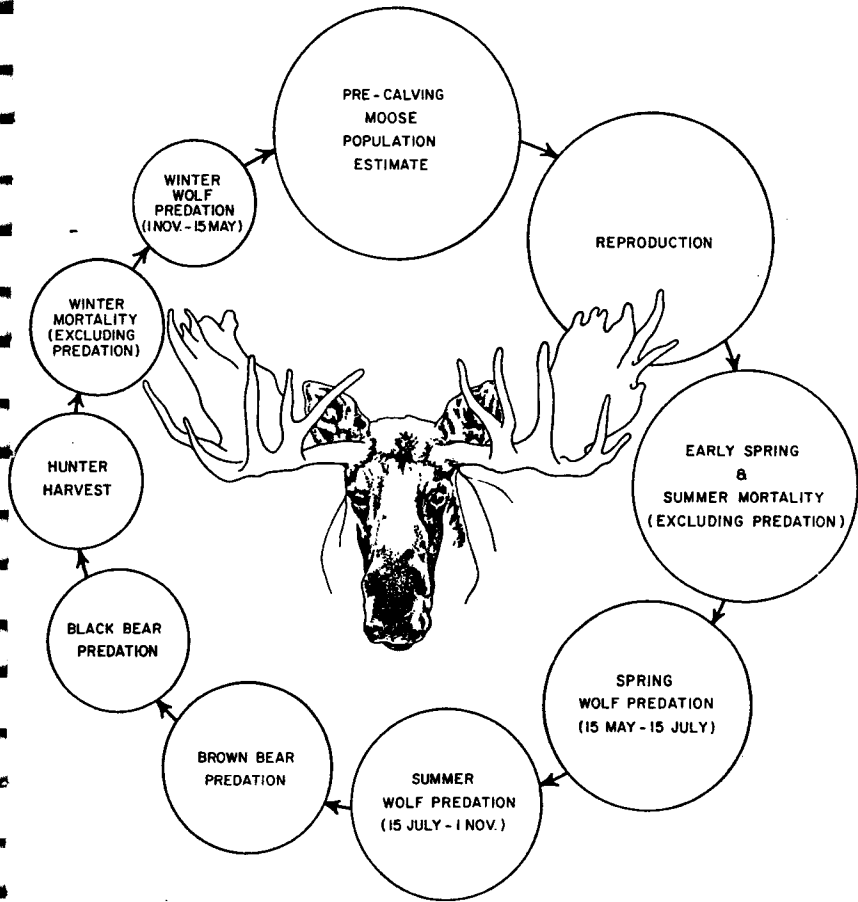 PRE-CALVING
MOOSE
POPULATION
ESTIMATE
REPRODUCTION
EARLY SPRING
&
SUMMER MORTALITY
(EXCLUDING PREDATION)
SPRING
WOLF PREDATION
(15 MAY - 15 JULY)
SUMMER
WOLF PREDATION
(15 JULY - 1 NOV.)
BROWN BEAR
PREDATION
BLACK BEAR
PREDATION
HUNTER
HARVEST
WINTER
MORTALITY
(EXCLUDING
PREDATION)
WINTER
WOLF
PREDATION
(1 NOV. - 15 MAY)